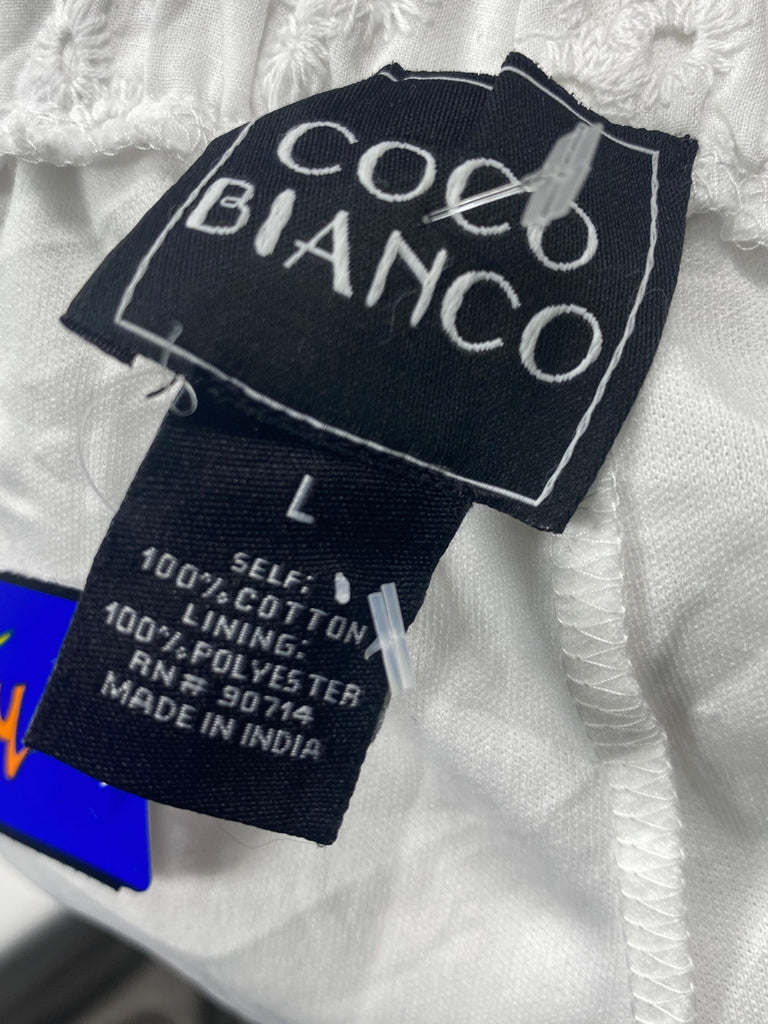 COCO
BIANCO
L
SELF:
100% COTTON
LINING:
100% POLYESTER
RN# 90714
MADE IN INDIA